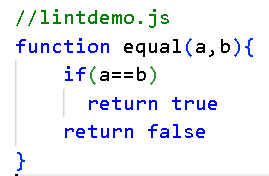 //lintdemo.js
function equal(a,b){
    if(a==b)
      return true
    return false
}